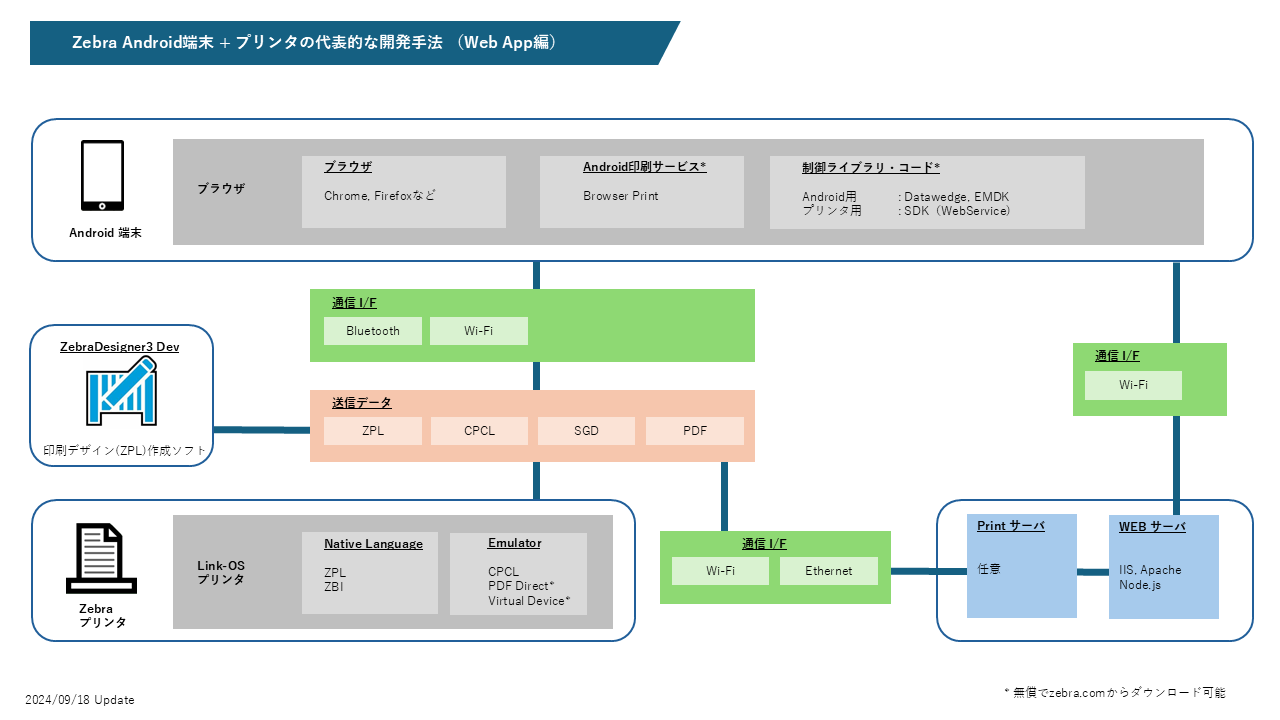 Zebra Android端末 + プリンタの代表的な開発手法 （Web App編）
Android 端末
ブラウザ
ブラウザ
Chrome, Firefoxなど
Android印刷サービス*
Browser Print
制御ライブラリ・コード*
Android用 : Datawedge, EMDK
プリンタ用 : SDK（WebService)
通信 I/F
Bluetooth
Wi-Fi
通信 I/F
Wi-Fi
ZebraDesigner3 Dev
印刷デザイン(ZPL)作成ソフト
送信データ
ZPL
CPCL
SGD
PDF
Zebra
プリンタ
Link-OS
プリンタ
Native Language
ZPL
ZBI
Emulator
CPCL
PDF Direct*
Virtual Device*
通信 I/F
Wi-Fi
Ethernet
Print サーバ
任意
WEB サーバ
IIS, Apache
Node.js
2024/09/18 Update
* 無償でzebra.comからダウンロード可能